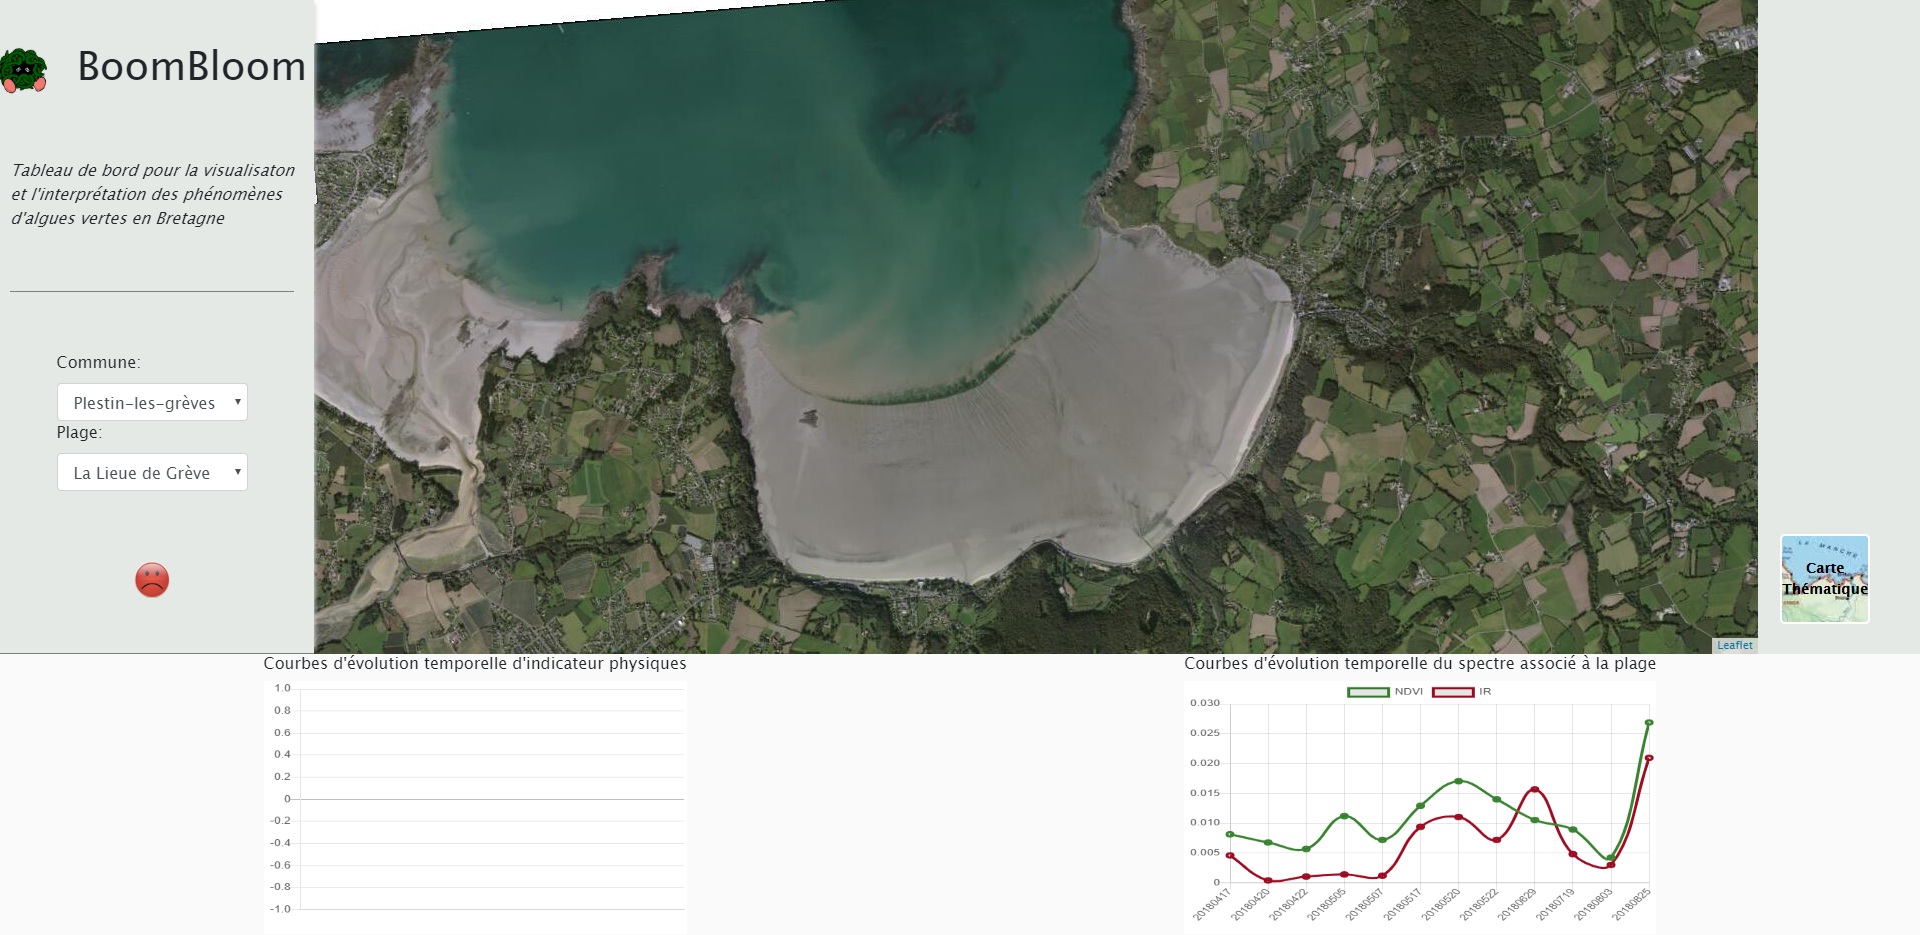 BoomBloom
Tableau de bord pour la visualisaton
et l'interprétation des phénomènes
d'algues vertes en Bretagne
Commune:
Plestin-les-grèves
Plage:
La Lieue de Grève
LA MANCHE
Carte
Thématique
Leaflet
Courbes d'évolution temporelle d'indicateur physiques
1.0
0.8
0.6
0.4
0.2
0
-0.2
-0.4
-0.6
-0.8
-1.0
Courbes d'évolution temporelle du spectre associé à la plage
NDVI IR
0.030
0.025
0.020
0.015
0.010
0.005
0
20180417 20180420 20180422 20180505 20180507 20180517 20180520 20180522 20180629 20180719 20180803 20180825